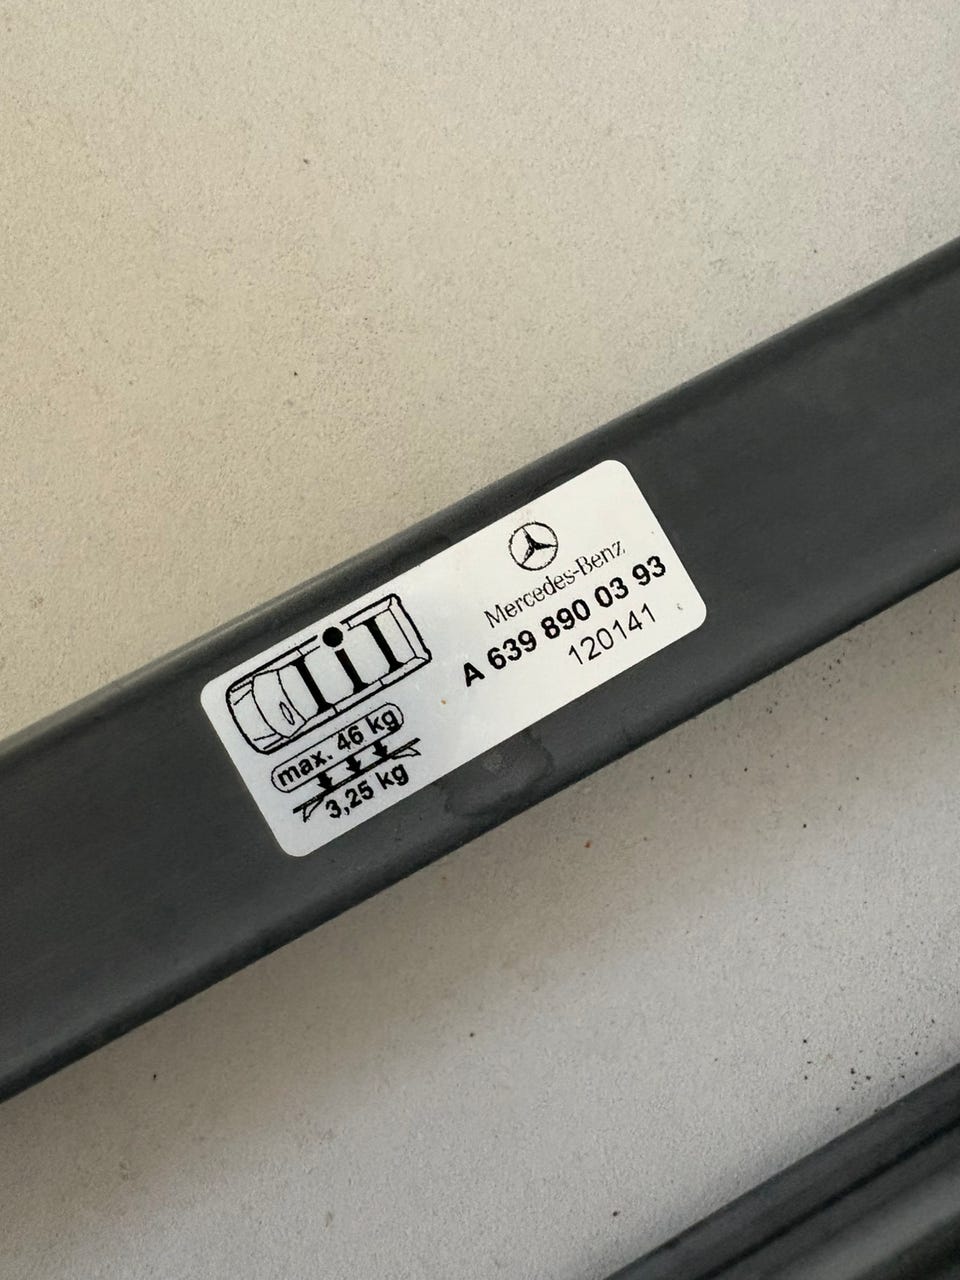 Mercedes-Benz
A 639 890 03 93
120141
max. 46 kg
3,25 kg